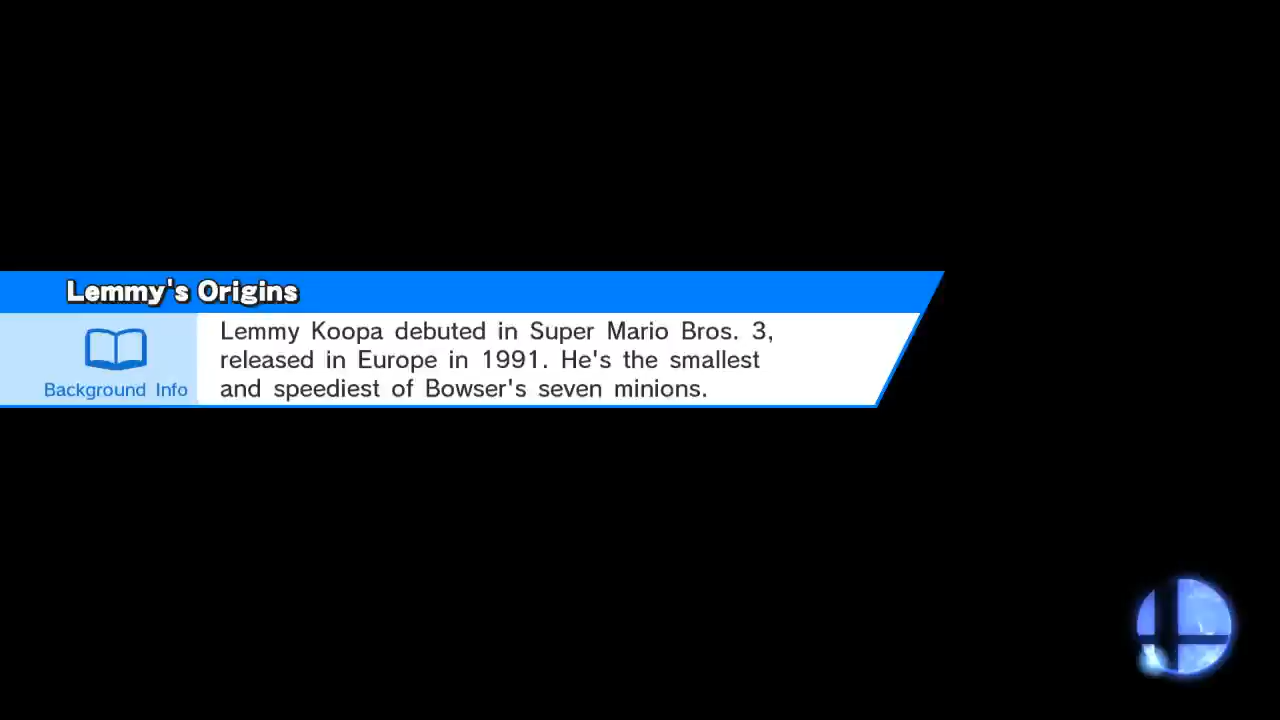 Lemmy's Origins
Lemmy Koopa debuted in Super Mario Bros. 3,
released in Europe in 1991. He's the smallest
and speediest of Bowser's seven minions.
Background Info